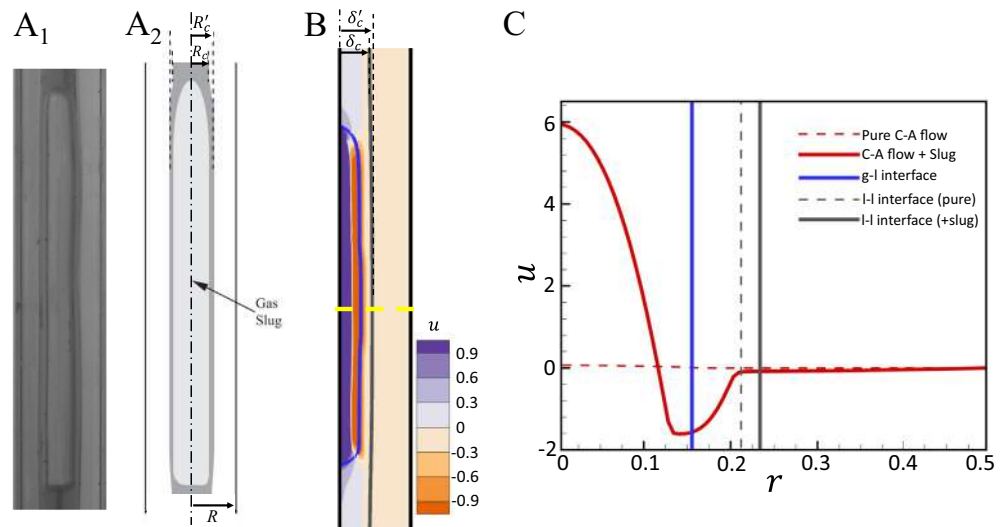 A₁
A₂
B
C
R′c
Rc
Gas
Slug
R
δ′c
δc
u
0.9
0.6
0.3
0
-0.3
-0.6
-0.9
Pure C-A flow
C-A flow + Slug
g-l interface
l-l interface (pure)
l-l interface (+slug)
u
6
4
2
0
-2
0
0.1
0.2
0.3
0.4
0.5
r